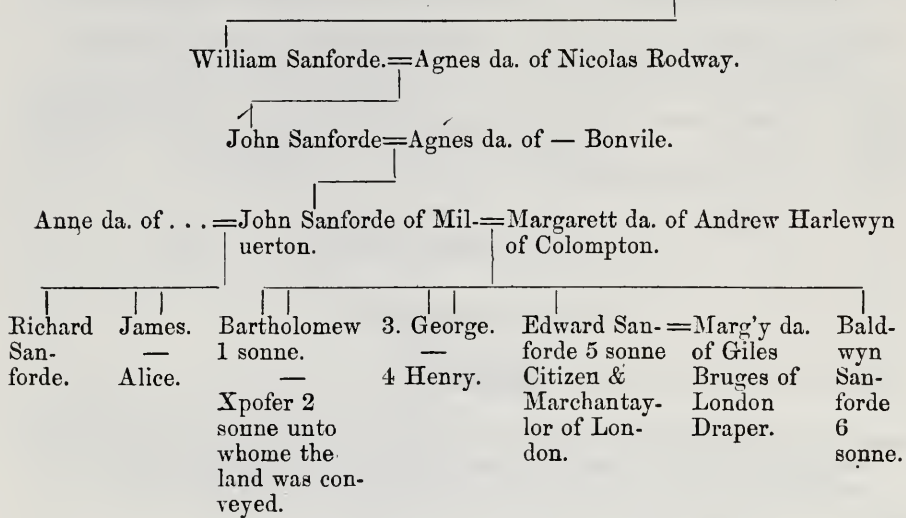 William Sanforde.=Agnes da. of Nicolas Rodway.
John Sanforde=Agnes da. of — Bonvile.
Anne da. of . . . =John Sanforde of Mil-=Margarett da. of Andrew Harlewyn
uerton. of Colompton.
Richard
San-
forde.
James.
—
Alice.
Bartholomew
1 sonne.
—
Xpofer 2
sonne unto
whome the
land was con-
veyed.
3. George.
—
4 Henry.
Edward San-
forde 5 sonne
Citizen &
Marchantay-
lor of Lon-
don.
=Marg'y da.
of Giles
Bruges of
London
Draper.
Bald-
wyn
San-
forde
6
sonne.